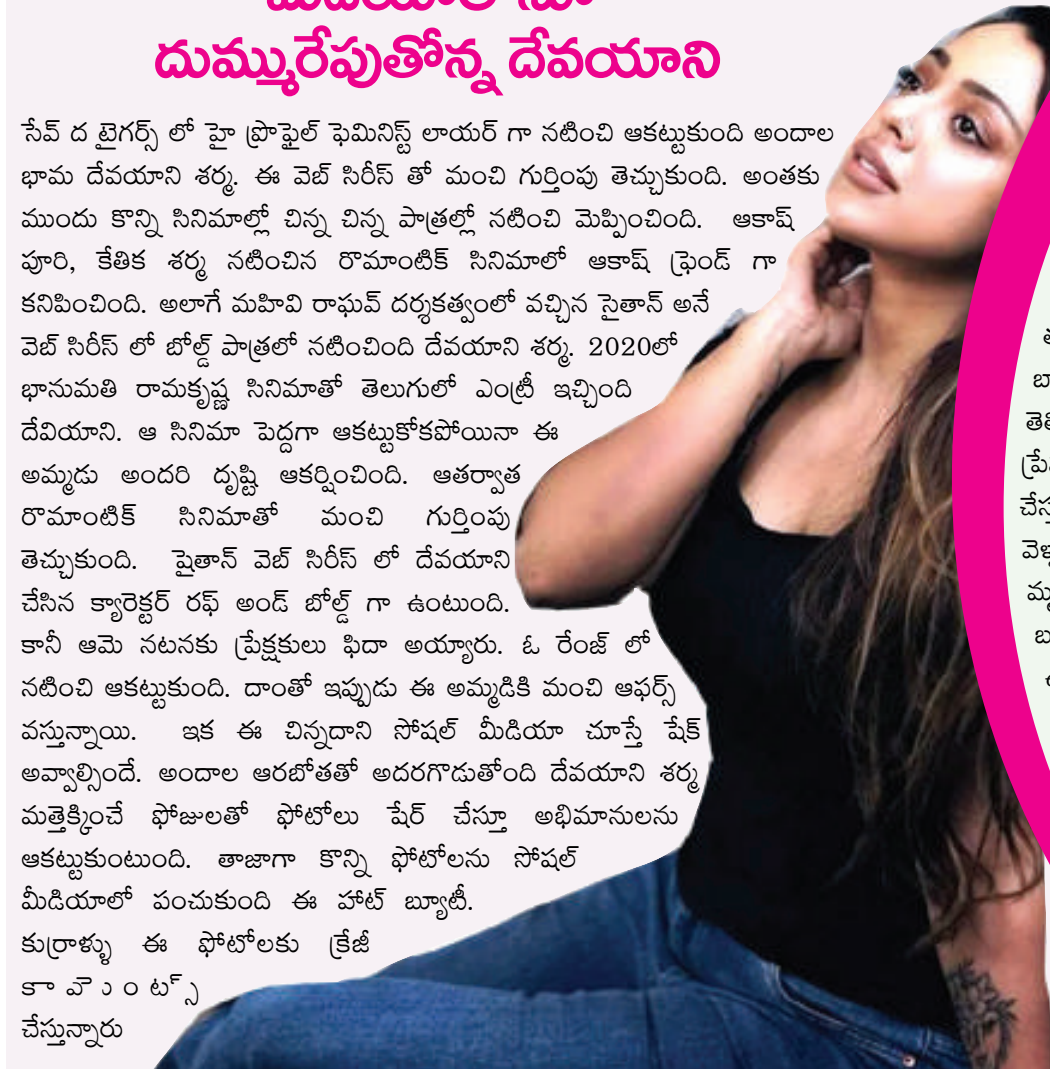 దుమ్మురేపుతోన్న దేవయాని
సేవ్ ద టైగర్స్ లో హై ప్రొఫైల్ ఫెమినిస్ట్ లాయర్ గా నటించి ఆకట్టుకుంది అందాల
భామ దేవయాని శర్మ. ఈ వెబ్ సిరీస్ తో మంచి గుర్తింపు తెచ్చుకుంది. అంతకు
ముందు కొన్ని సినిమాల్లో చిన్న చిన్న పాత్రల్లో నటించి మెప్పించింది. ఆకాష్
పూరి, కేతిక శర్మ నటించిన రొమాంటిక్ సినిమాలో ఆకాష్ ఫ్రెండ్ గా
కనిపించింది. అలాగే మహివి రాఘవ్ దర్శకత్వంలో వచ్చిన సైతాన్ అనే
వెబ్ సిరీస్ లో బోల్డ్ పాత్రలో నటించింది దేవయాని శర్మ. 2020లో
భానుమతి రామకృష్ణ సినిమాతో తెలుగులో ఎంట్రీ ఇచ్చింది
దేవియాని. ఆ సినిమా పెద్దగా ఆకట్టుకోకపోయినా ఈ
అమ్మడు అందరి దృష్టి ఆకర్షించింది. ఆతర్వాత
రొమాంటిక్ సినిమాతో మంచి గుర్తింపు
తెచ్చుకుంది. షైతాన్ వెబ్ సిరీస్ లో దేవయాని
చేసిన క్యారెక్టర్ రఫ్ అండ్ బోల్డ్ గా ఉంటుంది.
కానీ ఆమె నటనకు ప్రేక్షకులు ఫిదా అయ్యారు. ఓ రేంజ్ లో
నటించి ఆకట్టుకుంది. దాంతో ఇప్పుడు ఈ అమ్మడికి మంచి ఆఫర్స్
వస్తున్నాయి. ఇక ఈ చిన్నదాని సోషల్ మీడియా చూస్తే షేక్
అవ్వాల్సిందే. అందాల ఆరబోతతో అదరగొడుతోంది దేవయాని శర్మ
మత్తెక్కించే ఫోజులతో ఫోటోలు షేర్ చేస్తూ అభిమానులను
ఆకట్టుకుంటుంది. తాజాగా కొన్ని ఫోటోలను సోషల్
మీడియాలో పంచుకుంది ఈ హాట్ బ్యూటీ.
కుర్రాళ్ళు ఈ ఫోటోలకు క్రేజీ
కామెంట్స్
చేస్తున్నారు